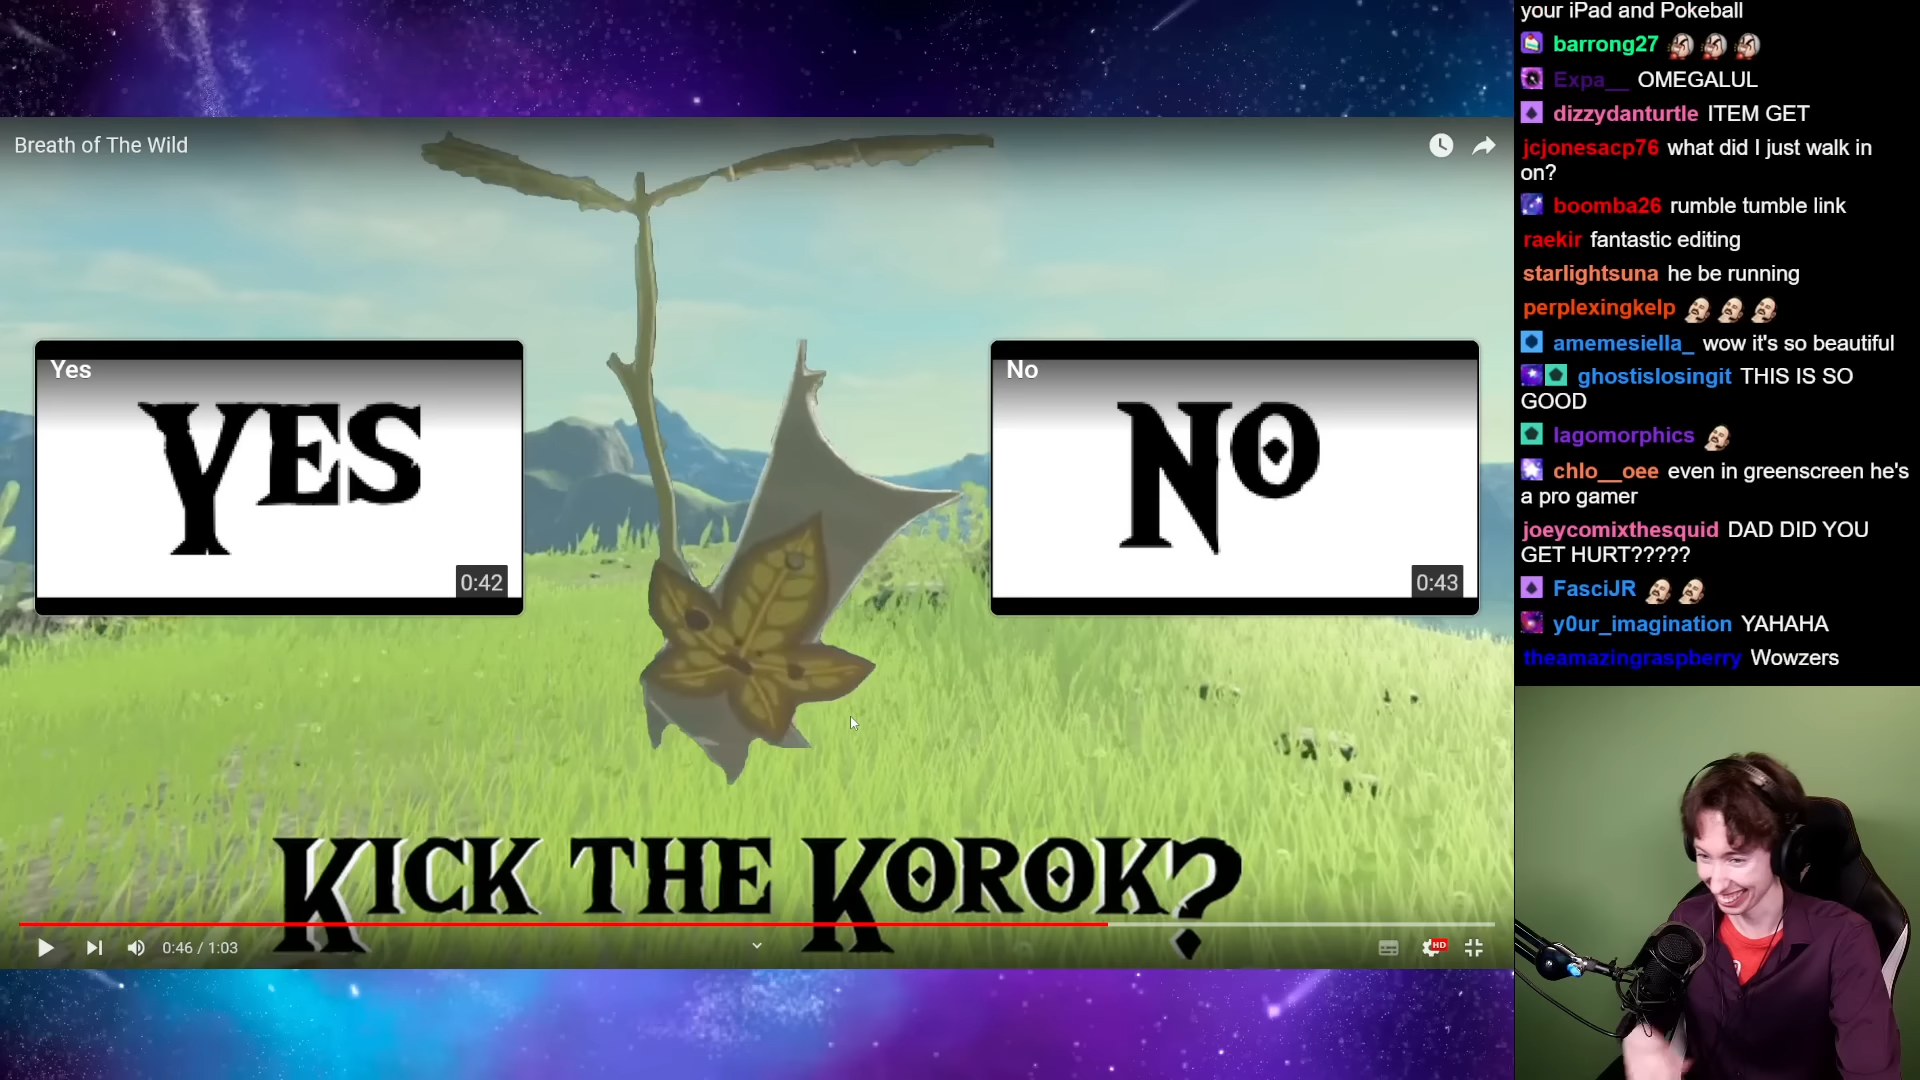 Breath of The Wild
Yes
YES
0:42
No
NO
0:43
KICK THE KOROK?
0:46 / 1:03
HD
your iPad and Pokeball
barrong27
Expa__ OMEGALUL
dizzydanturtle ITEM GET
jcjonesacp76 what did I just walk in
on?
boomba26 rumble tumble link
raekir fantastic editing
starlightsuna he be running
perplexingkelp
amemesiella_ wow it's so beautiful
ghostislosingit THIS IS SO
GOOD
lagomorphics
chlo__oee even in greenscreen he's
a pro gamer
joeycomixthesquid DAD DID YOU
GET HURT?????
FasciJR
y0ur_imagination YAHAHA
theamazingraspberry Wowzers